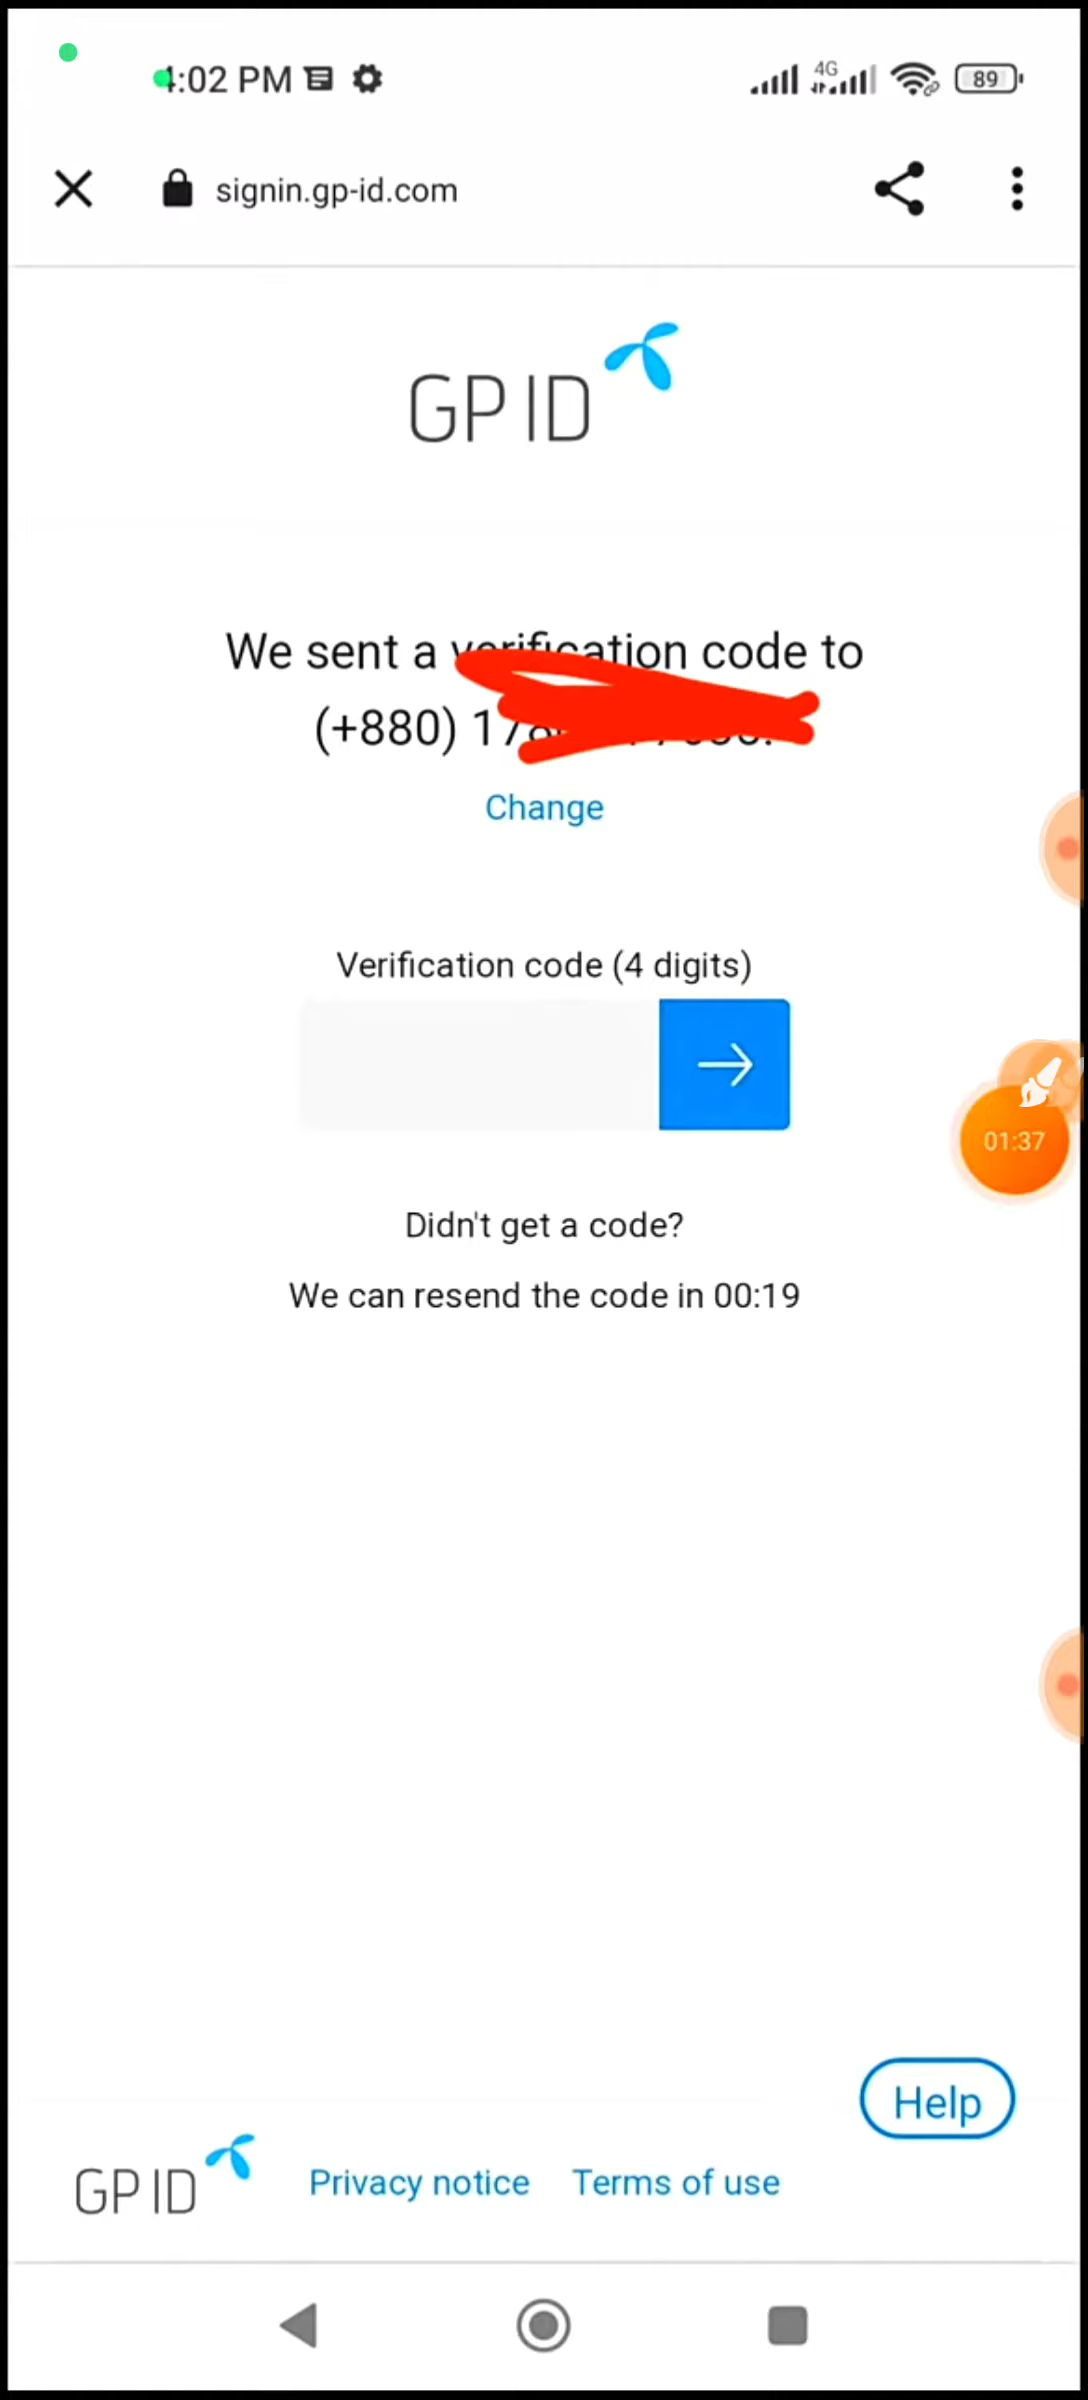 4:02 PM
4G
89
signin.gp-id.com
GP ID
We sent a verification code to
(+880)
Change
Verification code (4 digits)
01:37
Didn't get a code?
We can resend the code in 00:19
Help
GP ID Privacy notice Terms of use